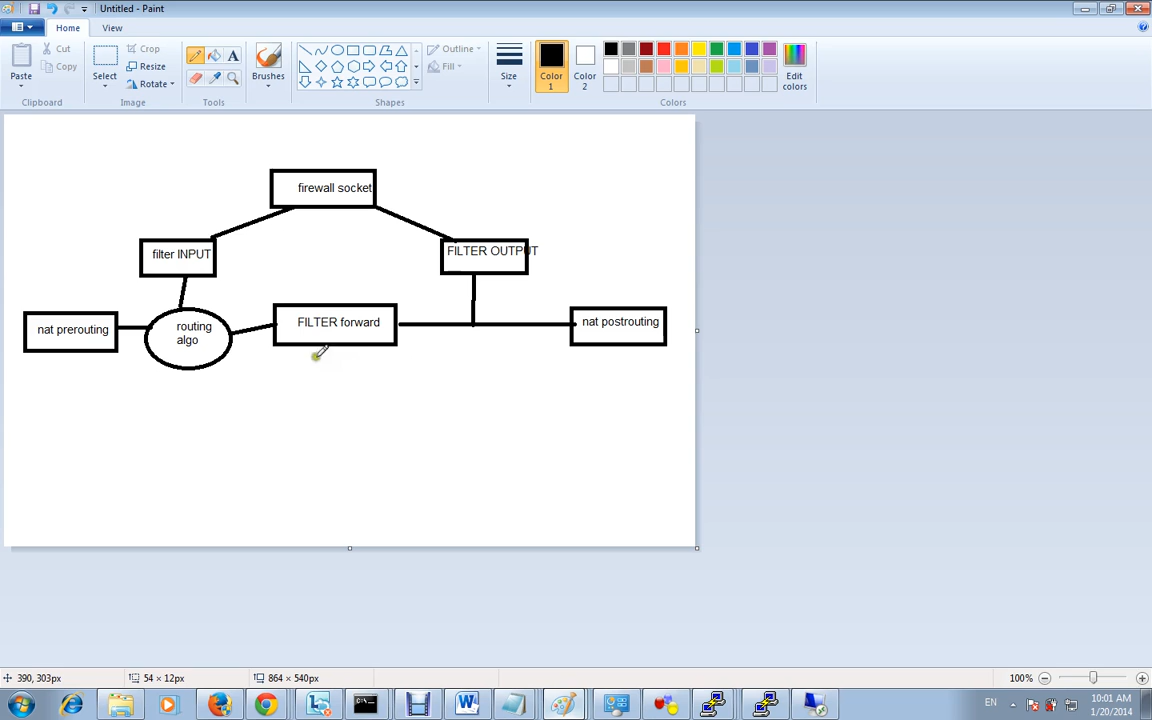 Untitled - Paint
Home
View
Paste
Cut
Copy
Clipboard
Select
Crop
Resize
Rotate
Image
Tools
Brushes
Shapes
Outline
Fill
Size
Color 1
Color 2
Edit colors
Colors
firewall socket
filter INPUT
FILTER OUTPUT
nat prerouting
routing
algo
FILTER forward
nat postrouting
390, 303px
54 × 12px
864 × 540px
100%
EN
10:01 AM
1/20/2014